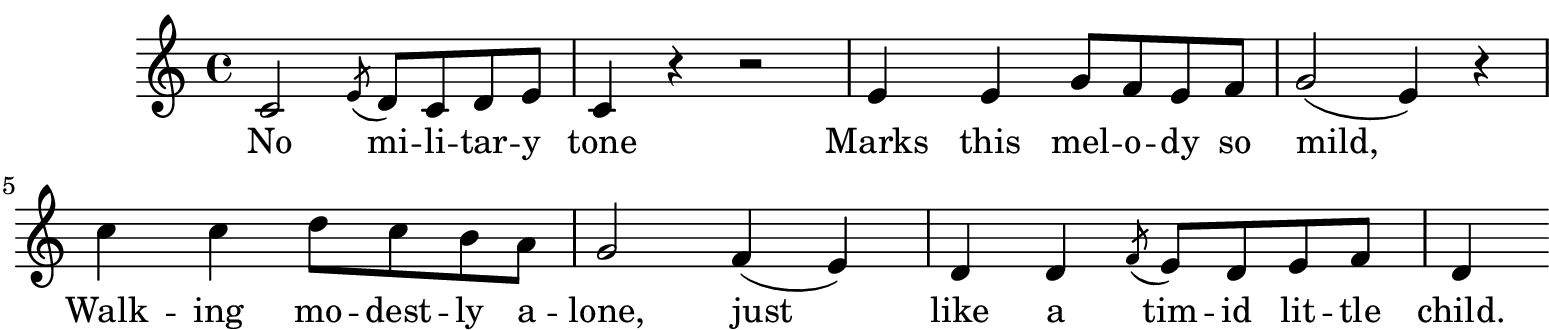 No mi -- li -- tar -- y tone Marks this mel -- o -- dy so mild,
5
Walk -- ing mo -- dest -- ly a -- lone, just like a tim -- id lit -- tle child.